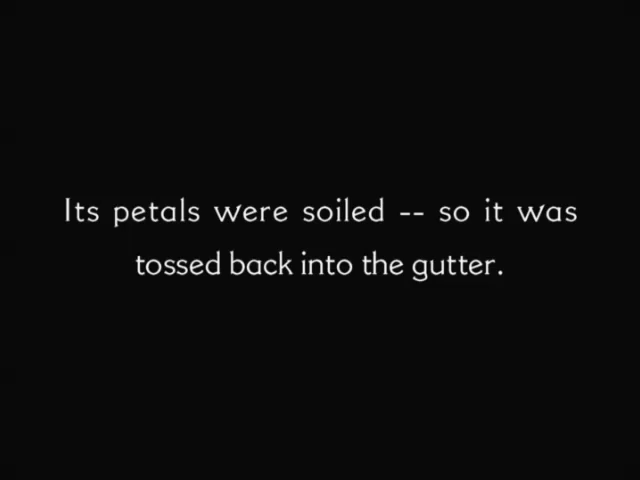 Its petals were soiled -- so it was
tossed back into the gutter.